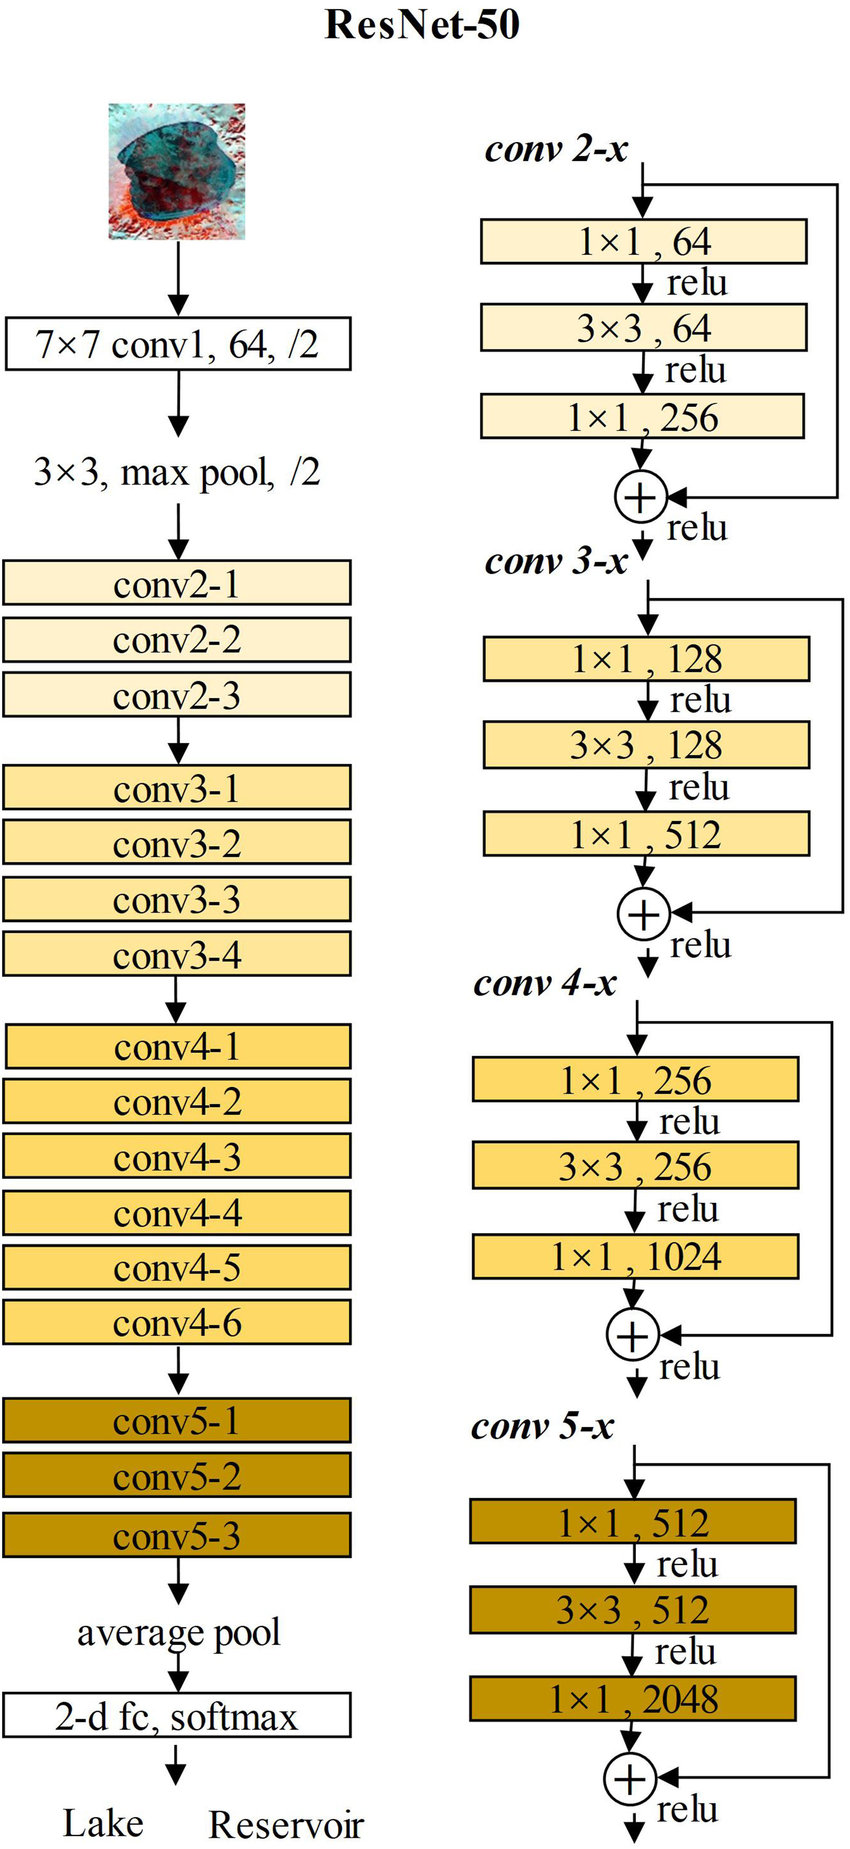 ResNet-50
7×7 conv1, 64, /2
3×3, max pool, /2
conv2-1
conv2-2
conv2-3
conv3-1
conv3-2
conv3-3
conv3-4
conv4-1
conv4-2
conv4-3
conv4-4
conv4-5
conv4-6
conv5-1
conv5-2
conv5-3
average pool
2-d fc, softmax
Lake Reservoir
conv 2-x
1×1 , 64
relu
3×3 , 64
relu
1×1 , 256
+
relu
conv 3-x
1×1 , 128
relu
3×3 , 128
relu
1×1 , 512
+
relu
conv 4-x
1×1 , 256
relu
3×3 , 256
relu
1×1 , 1024
+
relu
conv 5-x
1×1 , 512
relu
3×3 , 512
relu
1×1 , 2048
+
relu